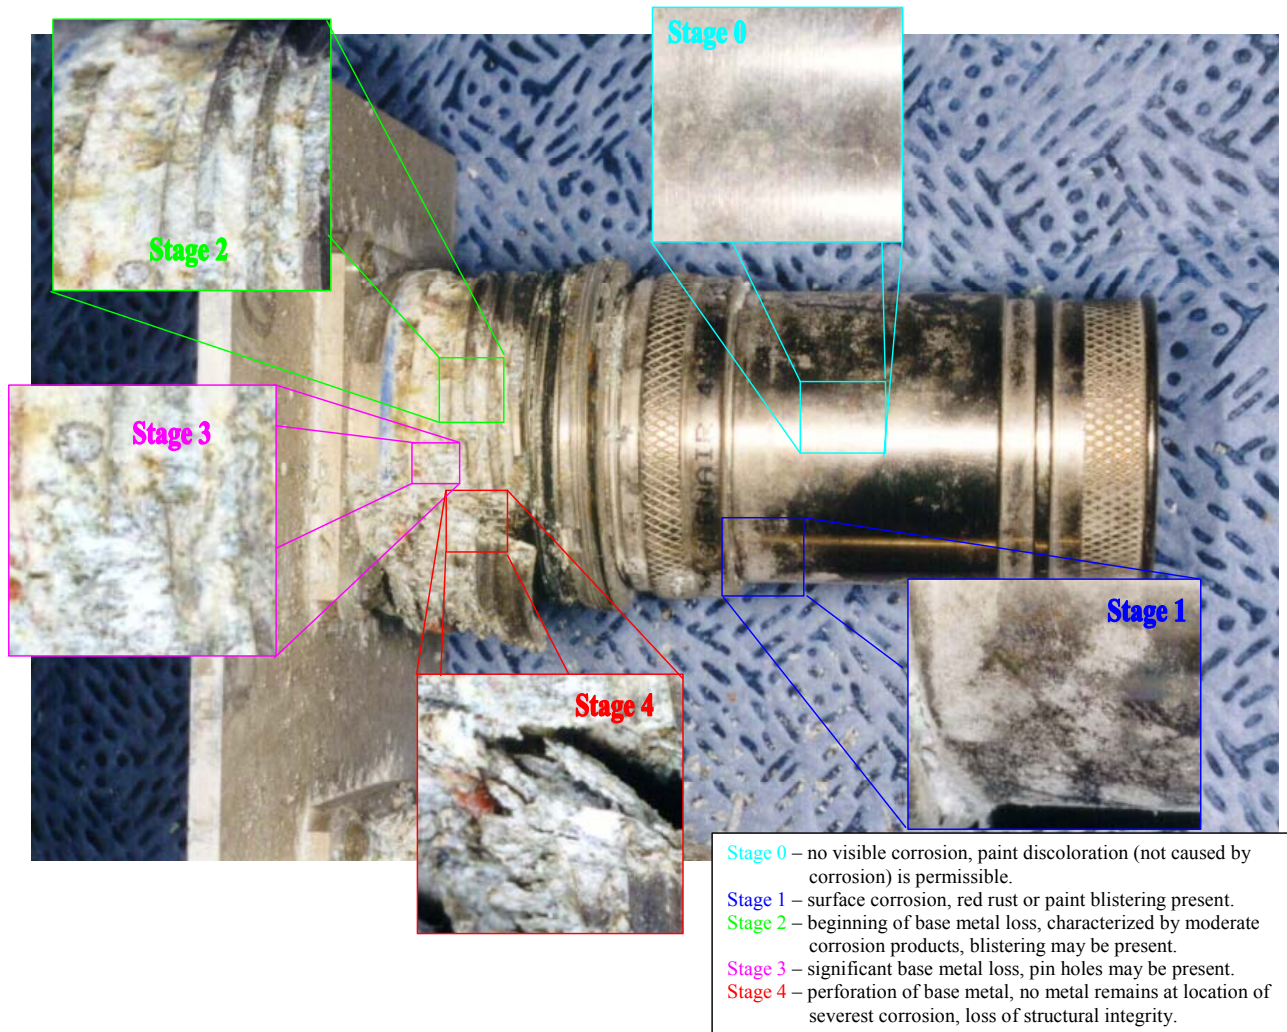 Stage 0
Stage 2
Stage 3
Stage 4
Stage 1
Stage 0 – no visible corrosion, paint discoloration (not caused by
corrosion) is permissible.
Stage 1 – surface corrosion, red rust or paint blistering present.
Stage 2 – beginning of base metal loss, characterized by moderate
corrosion products, blistering may be present.
Stage 3 – significant base metal loss, pin holes may be present.
Stage 4 – perforation of base metal, no metal remains at location of
severest corrosion, loss of structural integrity.